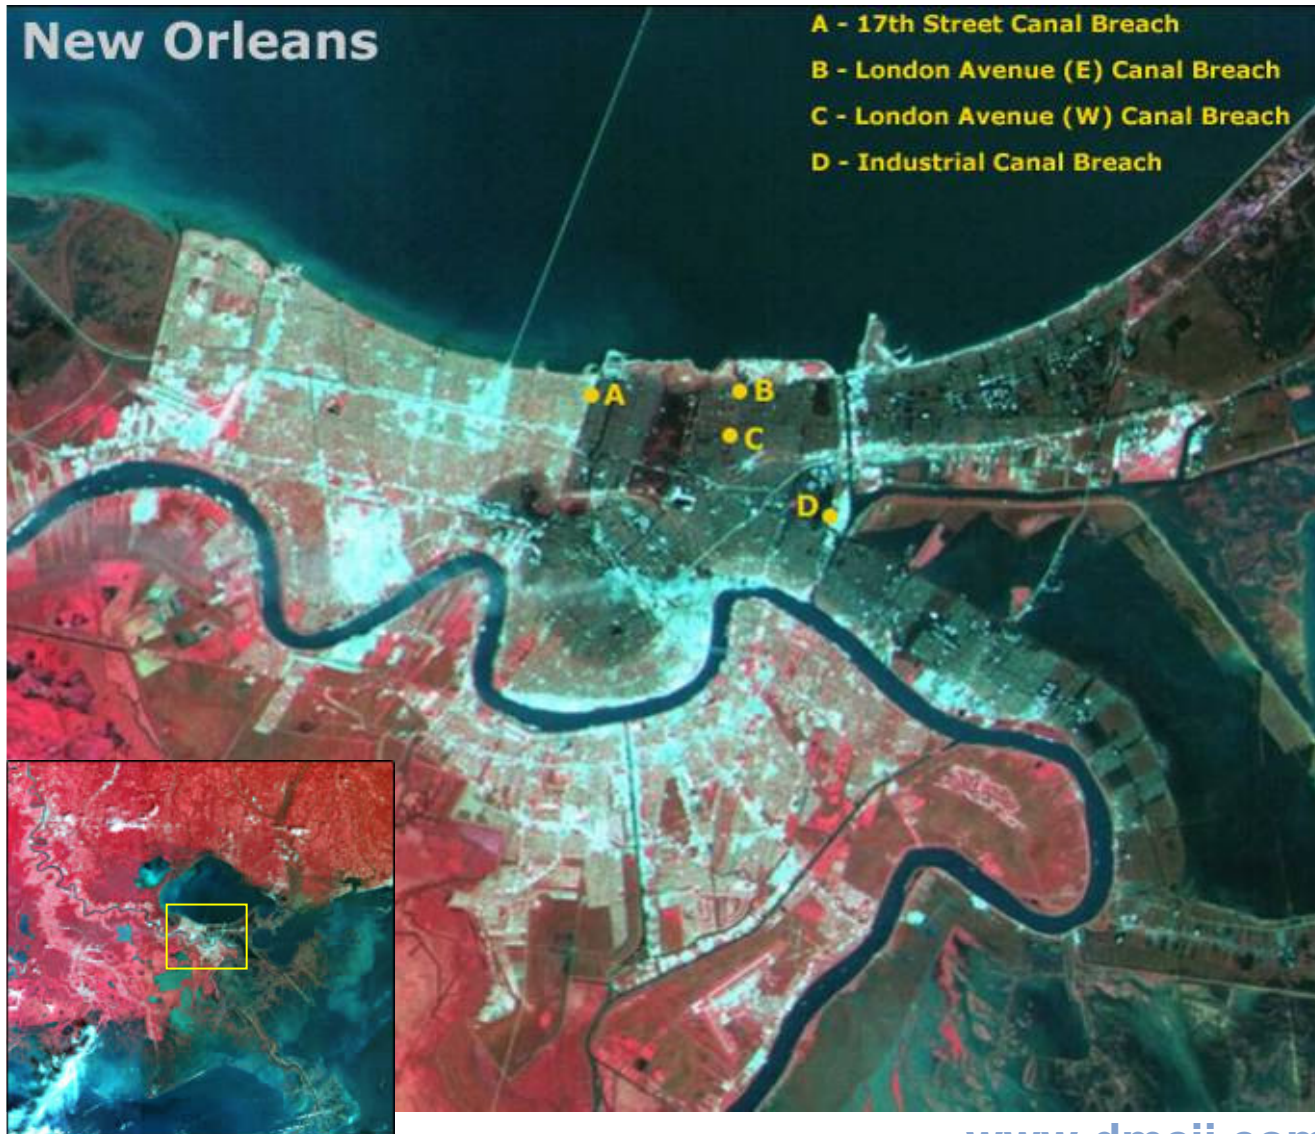 New Orleans
A - 17th Street Canal Breach
B - London Avenue (E) Canal Breach
C - London Avenue (W) Canal Breach
D - Industrial Canal Breach
A
B
C
D